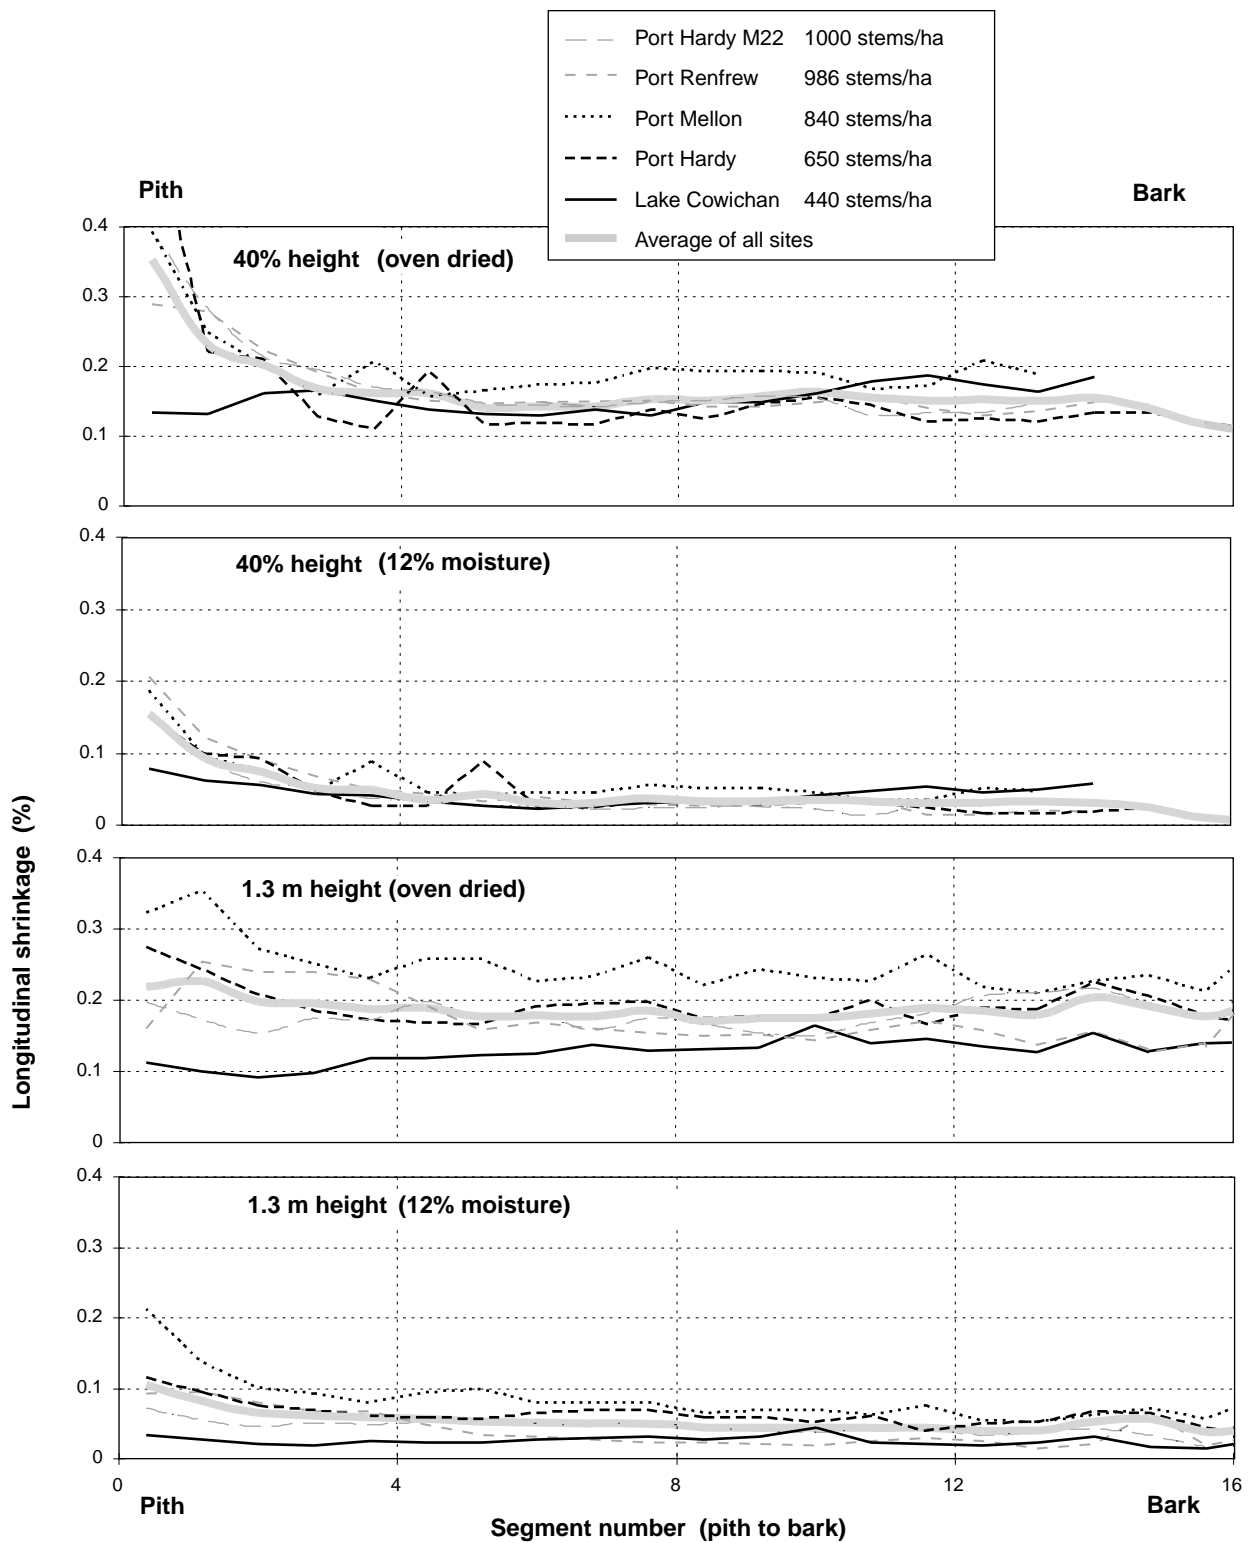 Port Hardy M22 1000 stems/ha
Port Renfrew 986 stems/ha
Port Mellon 840 stems/ha
Port Hardy 650 stems/ha
Lake Cowichan 440 stems/ha
Average of all sites
Pith
Bark
0.4
40% height (oven dried)
0.3
0.2
0.1
0
0.4
40% height (12% moisture)
0.3
0.2
0.1
0
0.4
1.3 m height (oven dried)
0.3
0.2
0.1
0
0.4
1.3 m height (12% moisture)
0.3
0.2
0.1
0
Longitudinal shrinkage (%)
0 4 8 12 16
Pith
Bark
Segment number (pith to bark)